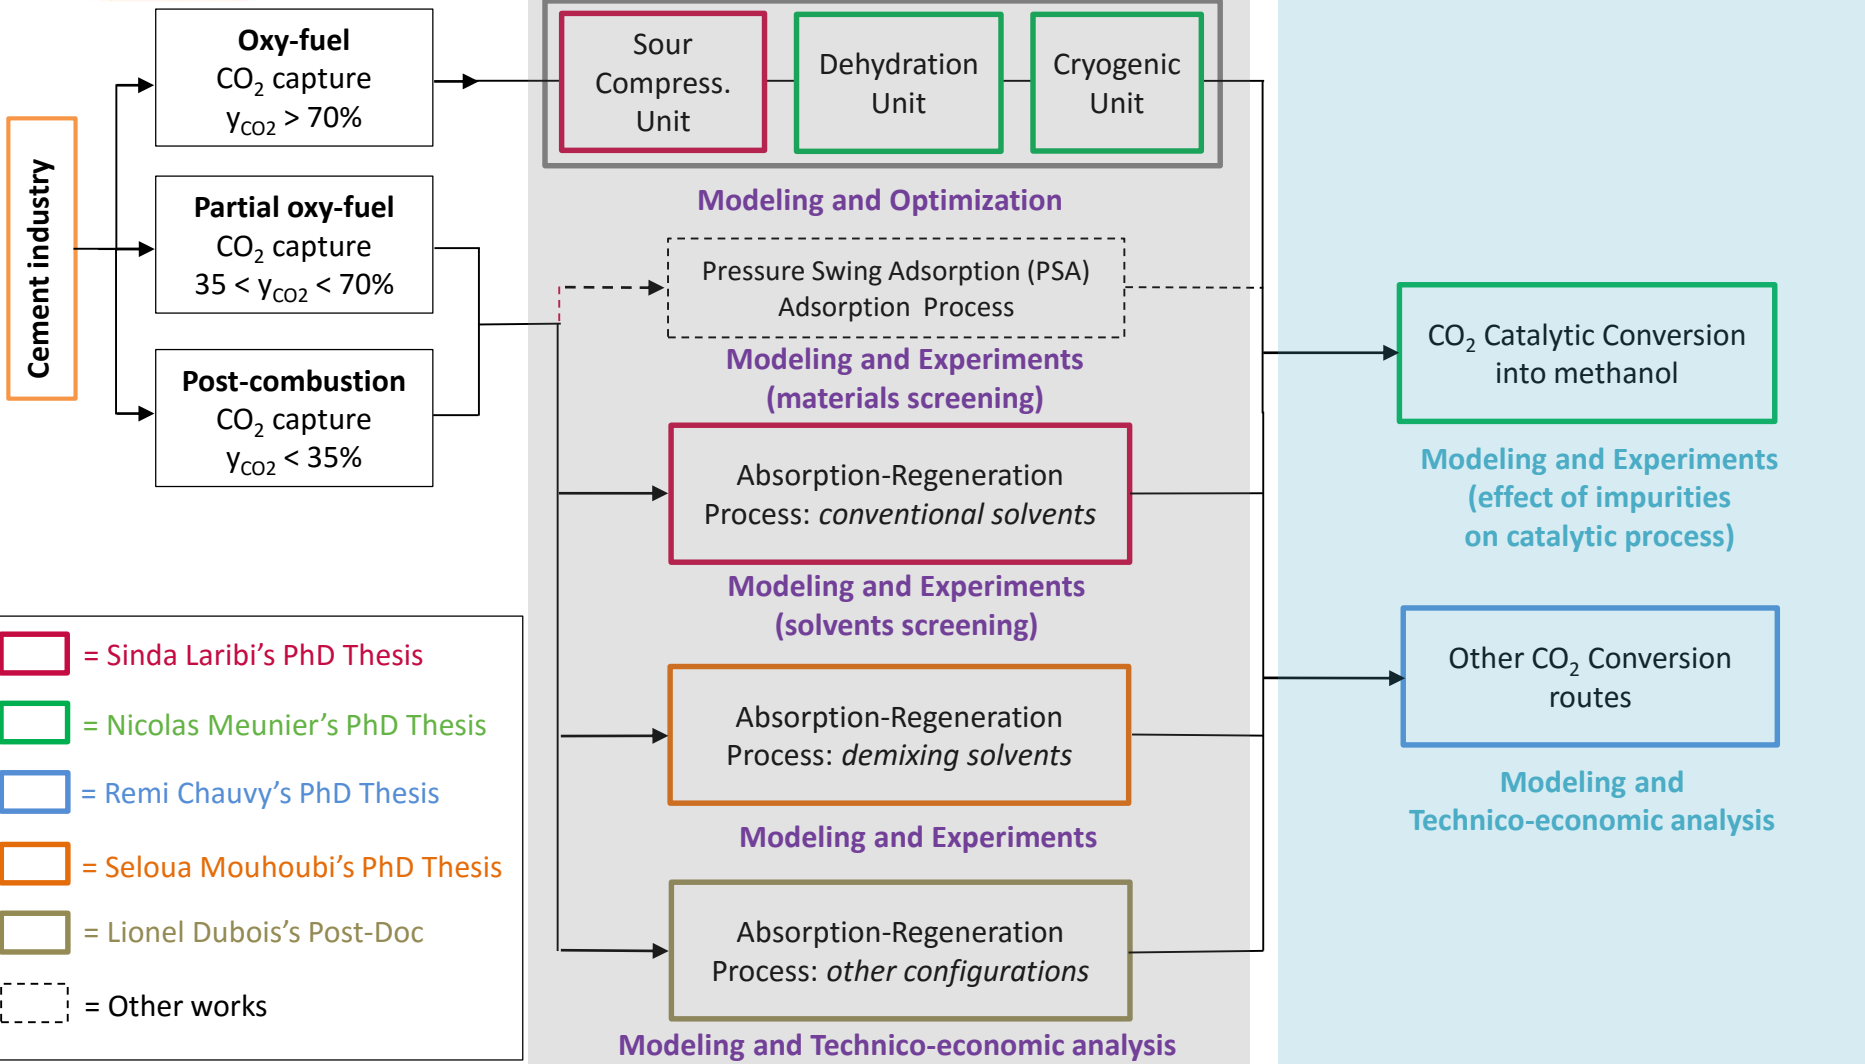 Cement industry
Oxy-fuel
CO₂ capture
y_CO2 > 70%
Partial oxy-fuel
CO₂ capture
35 < y_CO2 < 70%
Post-combustion
CO₂ capture
y_CO2 < 35%
Sour
Compress.
Unit
Dehydration
Unit
Cryogenic
Unit
Modeling and Optimization
Pressure Swing Adsorption (PSA)
Adsorption Process
Modeling and Experiments
(materials screening)
Absorption-Regeneration
Process: conventional solvents
Modeling and Experiments
(solvents screening)
Absorption-Regeneration
Process: demixing solvents
Modeling and Experiments
Absorption-Regeneration
Process: other configurations
Modeling and Technico-economic analysis
CO₂ Catalytic Conversion
into methanol
Modeling and Experiments
(effect of impurities
on catalytic process)
Other CO₂ Conversion
routes
Modeling and
Technico-economic analysis
= Sinda Laribi's PhD Thesis
= Nicolas Meunier's PhD Thesis
= Remi Chauvy's PhD Thesis
= Seloua Mouhoubi's PhD Thesis
= Lionel Dubois's Post-Doc
= Other works